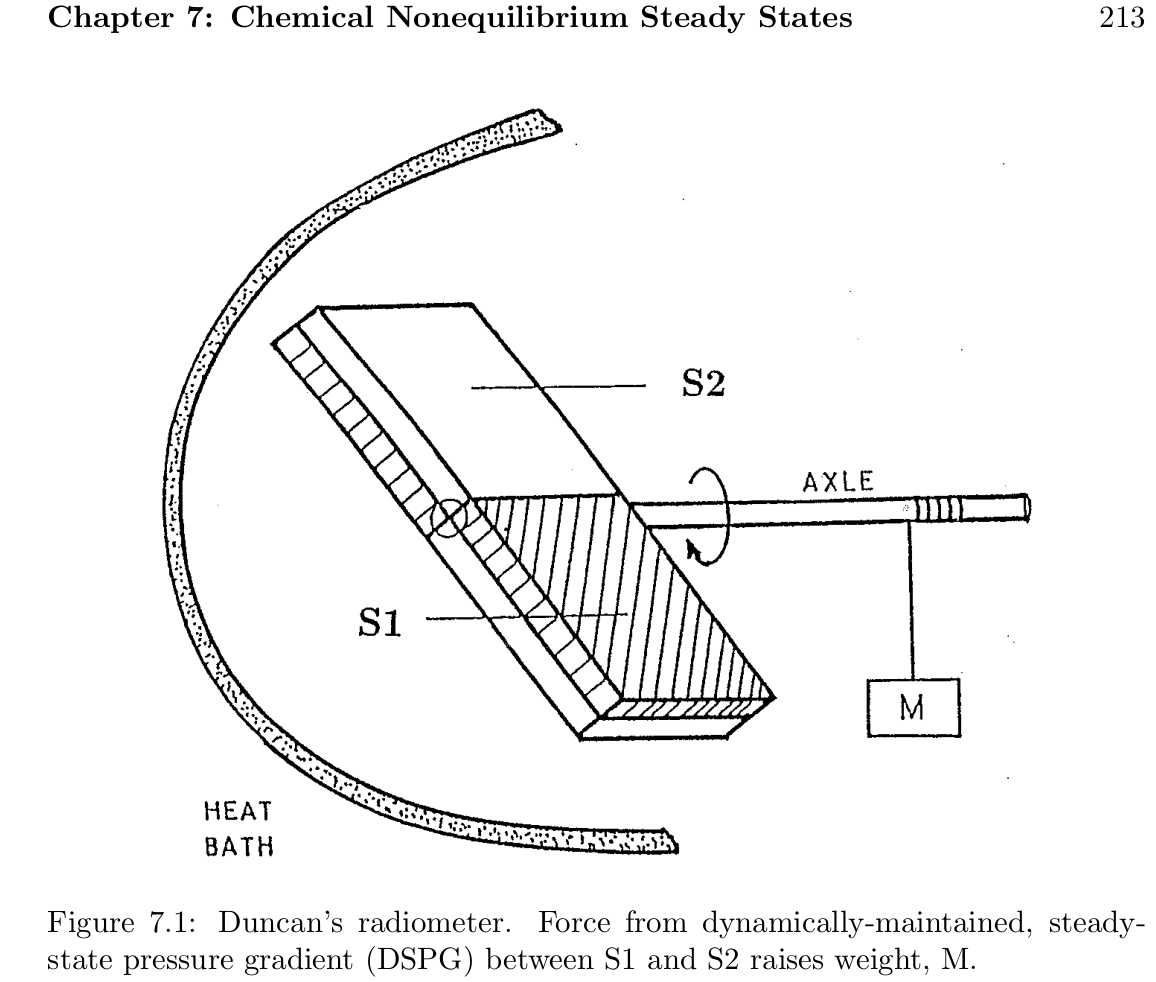 Chapter 7: Chemical Nonequilibrium Steady States 213
S2
AXLE
S1
M
HEAT
BATH
Figure 7.1: Duncan's radiometer. Force from dynamically-maintained, steady-
state pressure gradient (DSPG) between S1 and S2 raises weight, M.